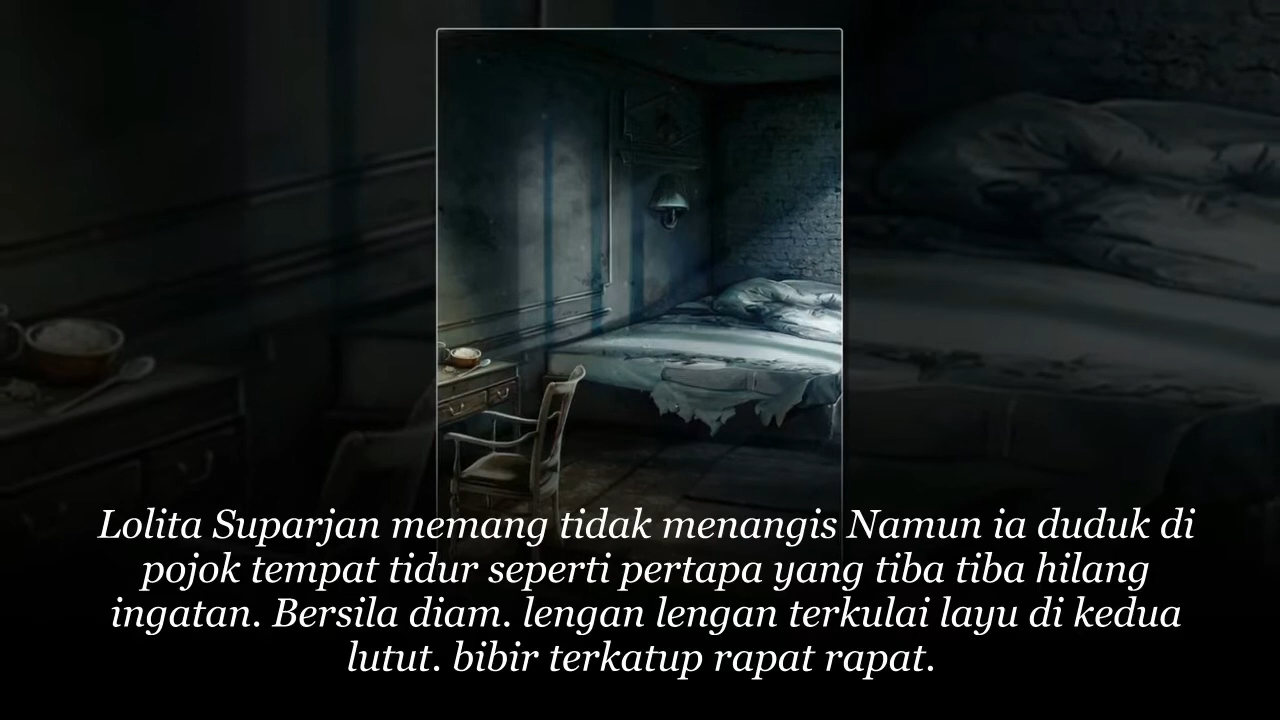 Lolita Suparjan memang tidak menangis Namun ia duduk di
pojok tempat tidur seperti pertapa yang tiba tiba hilang
ingatan. Bersila diam. lengan lengan terkulai layu di kedua
lutut. bibir terkatup rapat rapat.